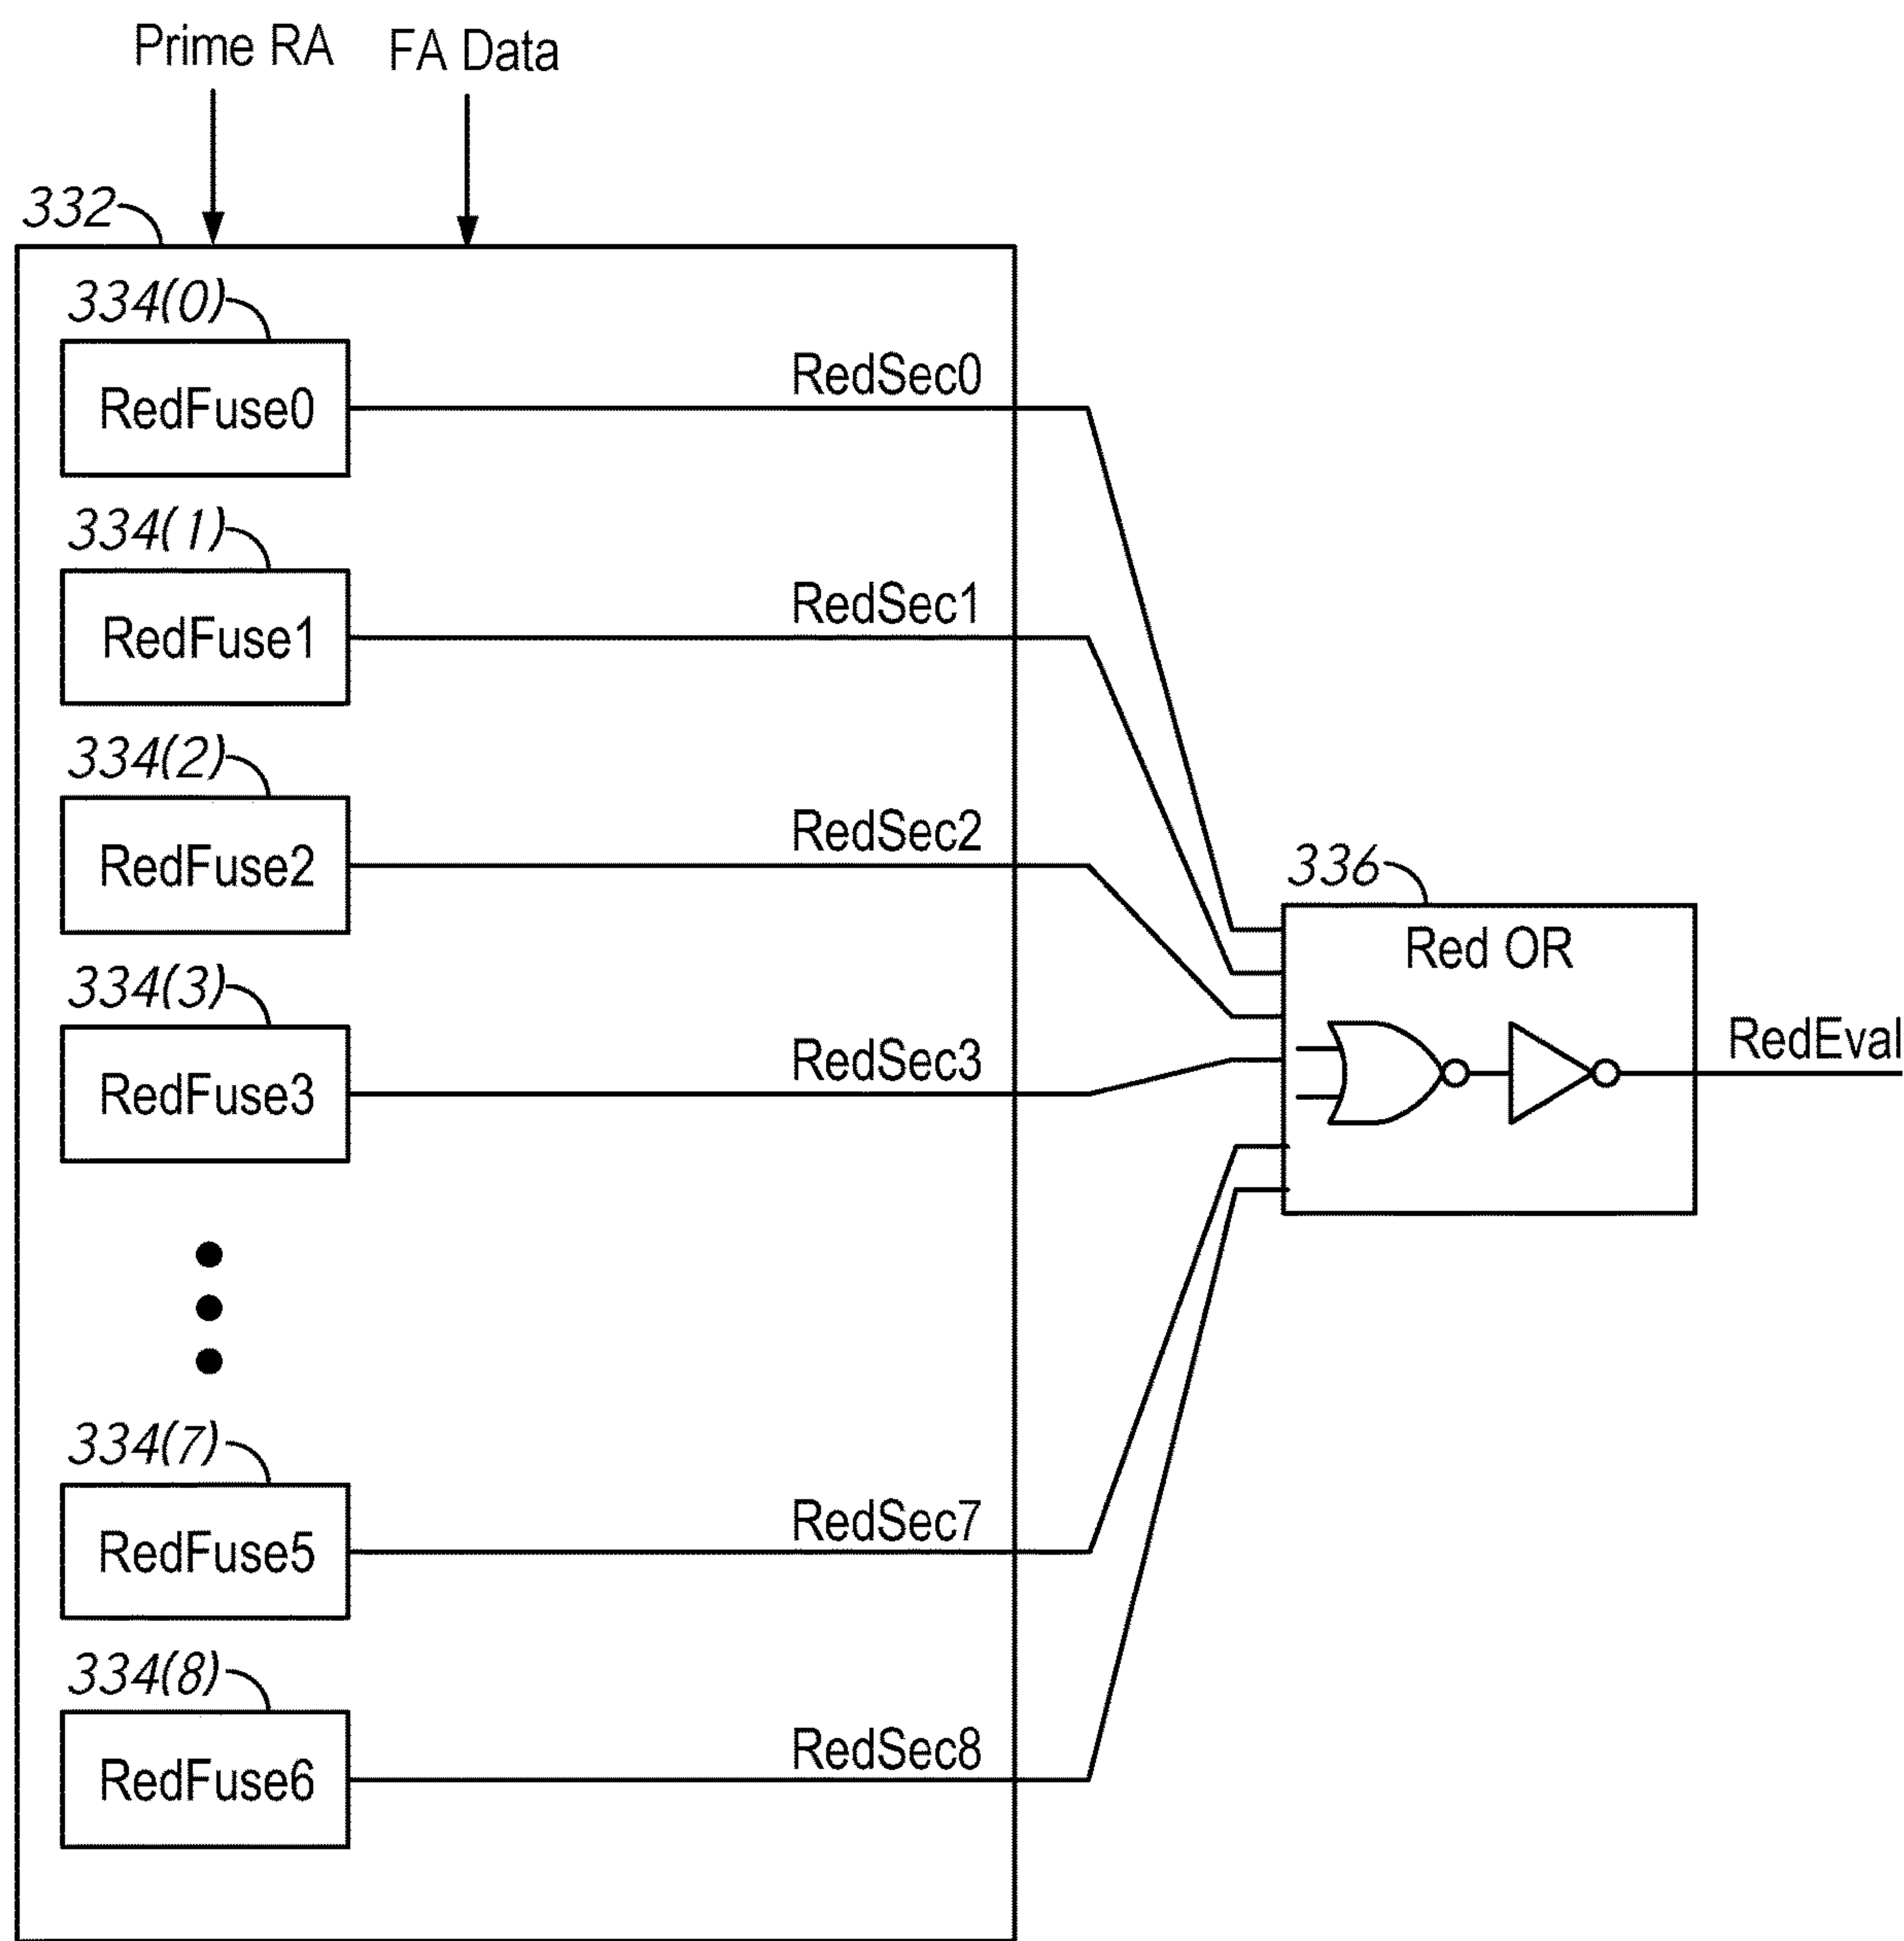 Prime RA FA Data
332
334(0)
RedFuse0 RedSec0
334(1)
RedFuse1 RedSec1
334(2)
RedFuse2 RedSec2
336
Red OR
334(3)
RedFuse3 RedSec3
RedEval
334(7)
RedFuse5 RedSec7
334(8)
RedFuse6 RedSec8